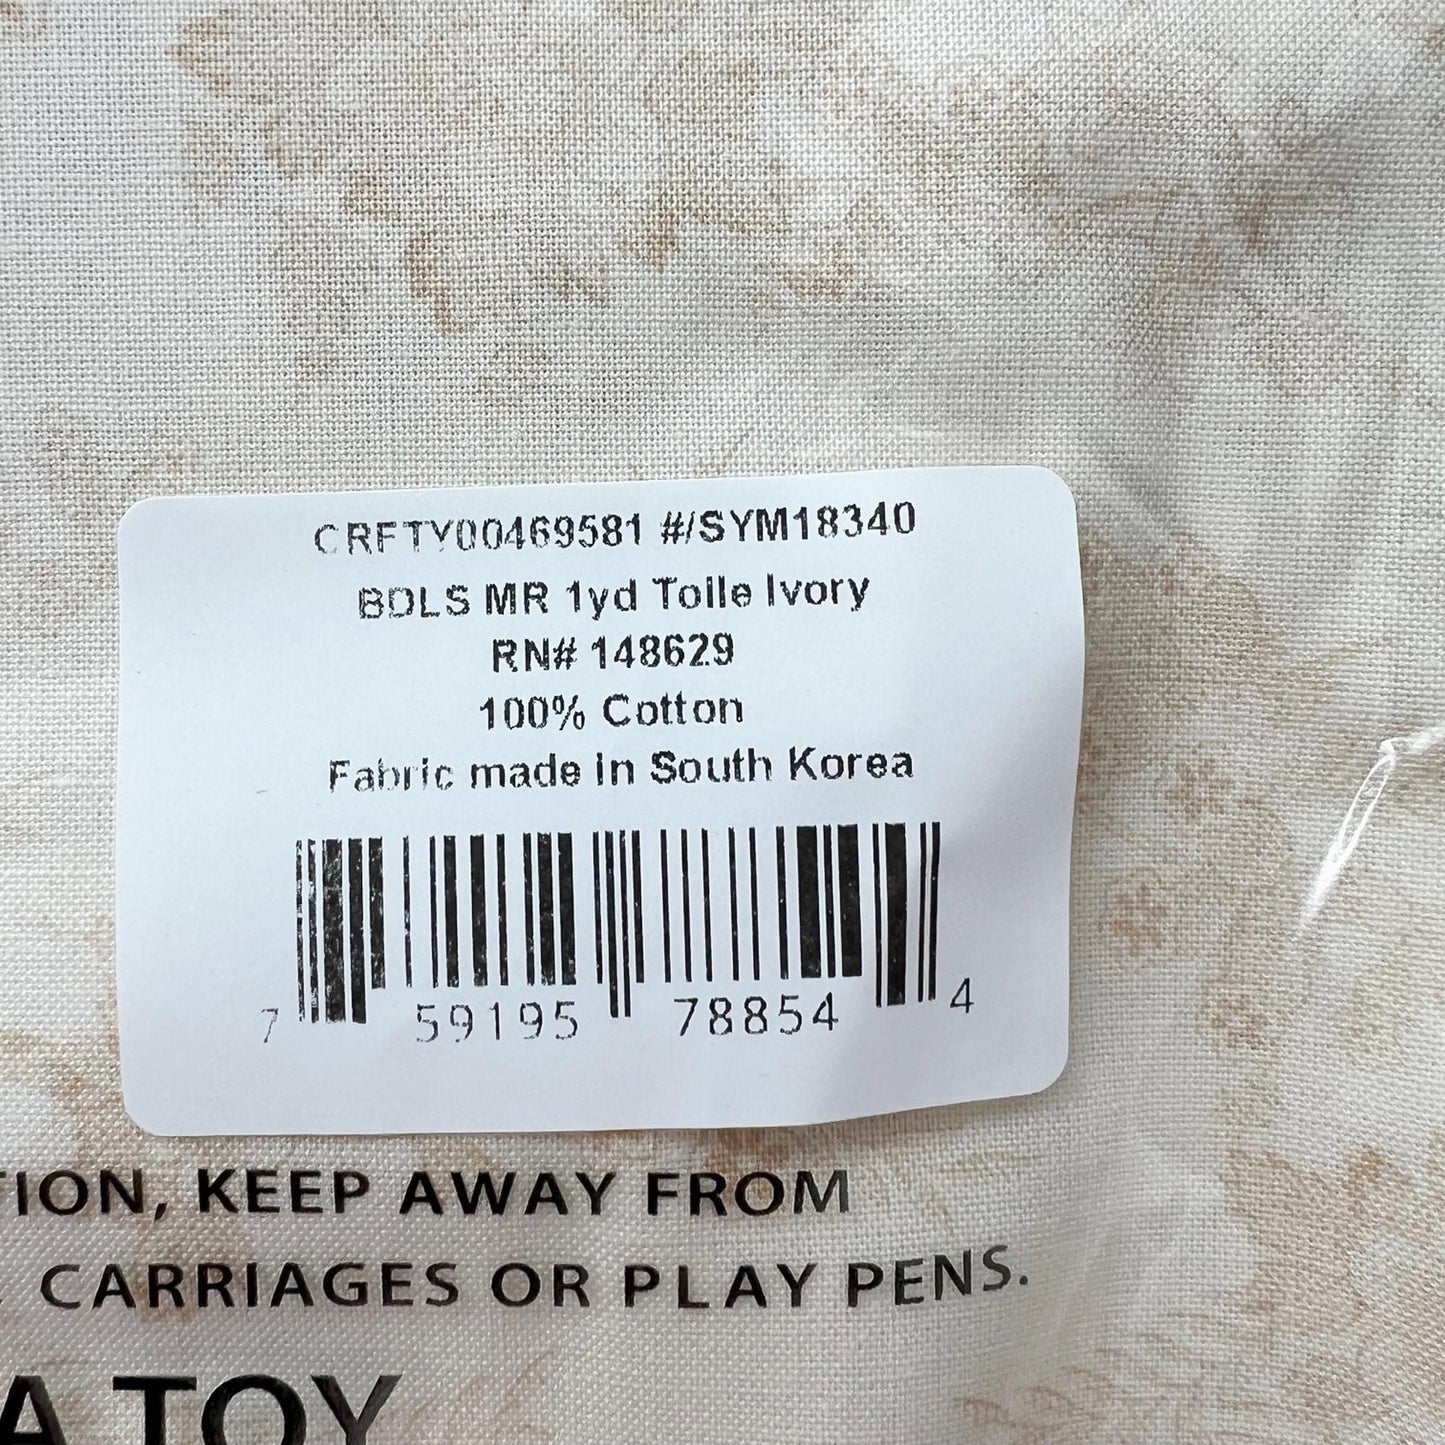 CRFTY00469581 #/SYM18340
BDLS MR 1yd Tolle Ivory
RN# 148629
100% Cotton
Fabric made in South Korea
7 59195 78854 4
TION, KEEP AWAY FROM
CARRIAGES OR PLAY PENS.
A TOY